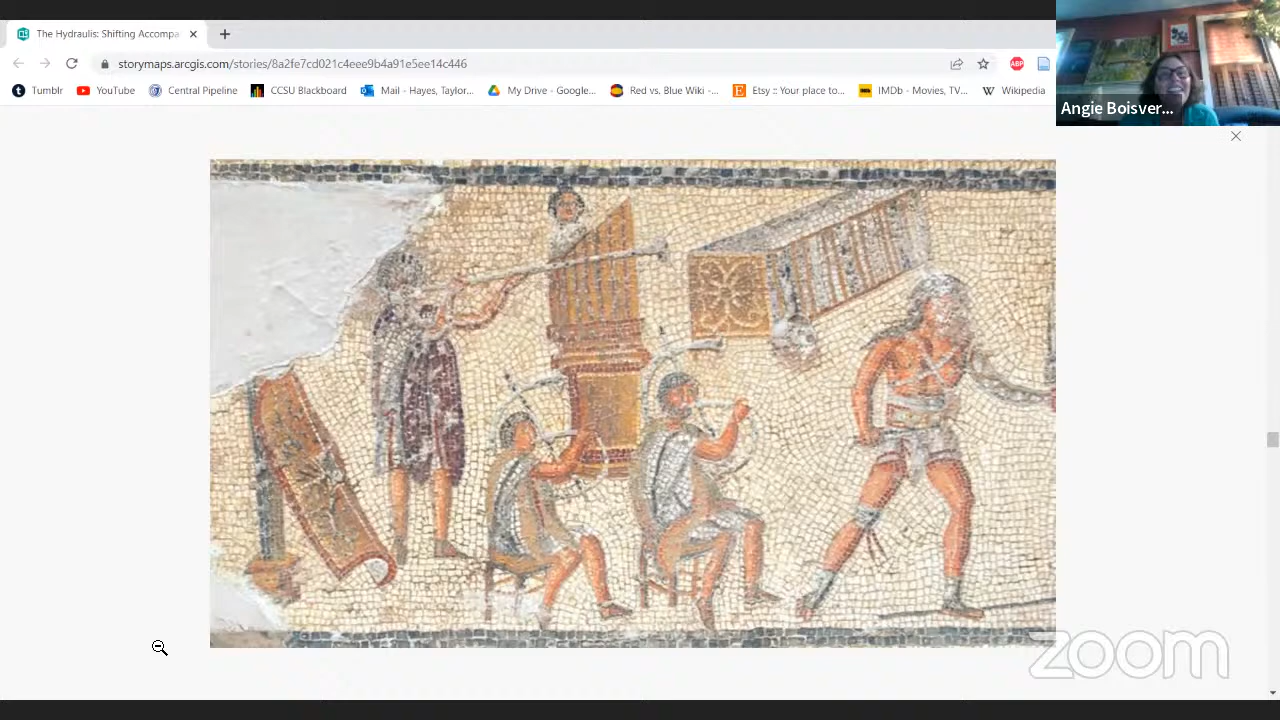 The Hydraulis: Shifting Accompa
storymaps.arcgis.com/stories/8a2fe7cd021c4eee9b4a91e5ee14c446
ABP
Tumblr YouTube Central Pipeline CCSU Blackboard Mail - Hayes, Taylor... My Drive - Google... Red vs. Blue Wiki -... Etsy :: Your place to... IMDb - Movies, TV... Wikipedia
Angie Boisver...
zoom